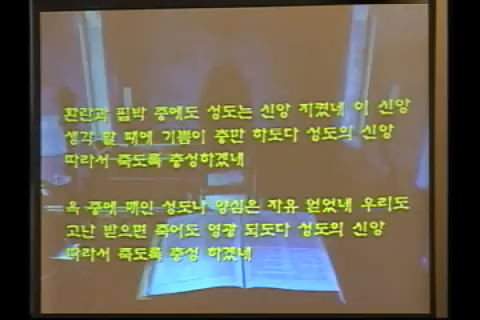 환란과 핍박 중에도 성도는 신앙 지켰네 이 신앙
생각 할 때에 기쁨이 충만 하도다 성도의 신앙
따라서 죽도록 충성하겠네
옥 중에 매인 성도나 양심은 자유 얻었네 우리도
고난 받으면 죽어도 영광 되도다 성도의 신앙
따라서 죽도록 충성 하겠네